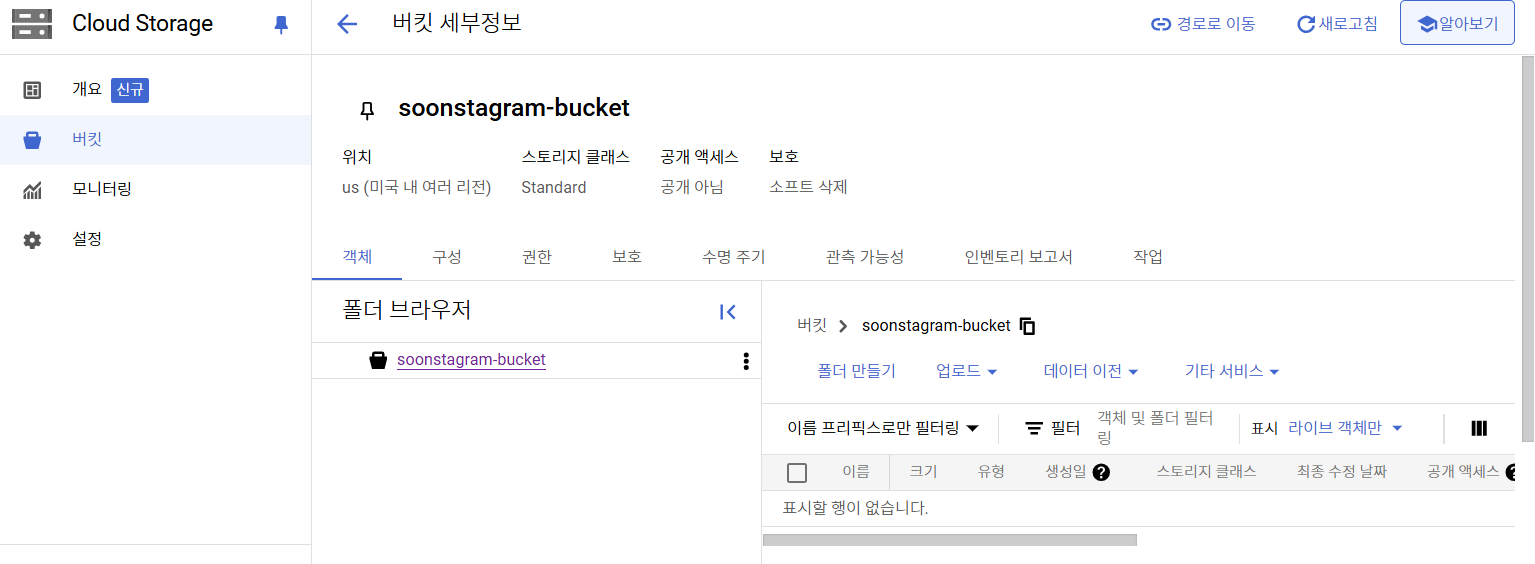 Cloud Storage
버킷 세부정보
경로로 이동
새로고침
알아보기
개요 신규
버킷
모니터링
설정
soonstagram-bucket
위치 스토리지 클래스 공개 액세스 보호
us (미국 내 여러 리전) Standard 공개 아님 소프트 삭제
객체 구성 권한 보호 수명 주기 관측 가능성 인벤토리 보고서 작업
폴더 브라우저
soonstagram-bucket
버킷 > soonstagram-bucket
폴더 만들기 업로드 데이터 이전 기타 서비스
이름 프리픽스로만 필터링 필터 객체 및 폴더 필터
링
표시 라이브 객체만
이름 크기 유형 생성일 ? 스토리지 클래스 최종 수정 날짜 공개 액세스 ?
표시할 행이 없습니다.